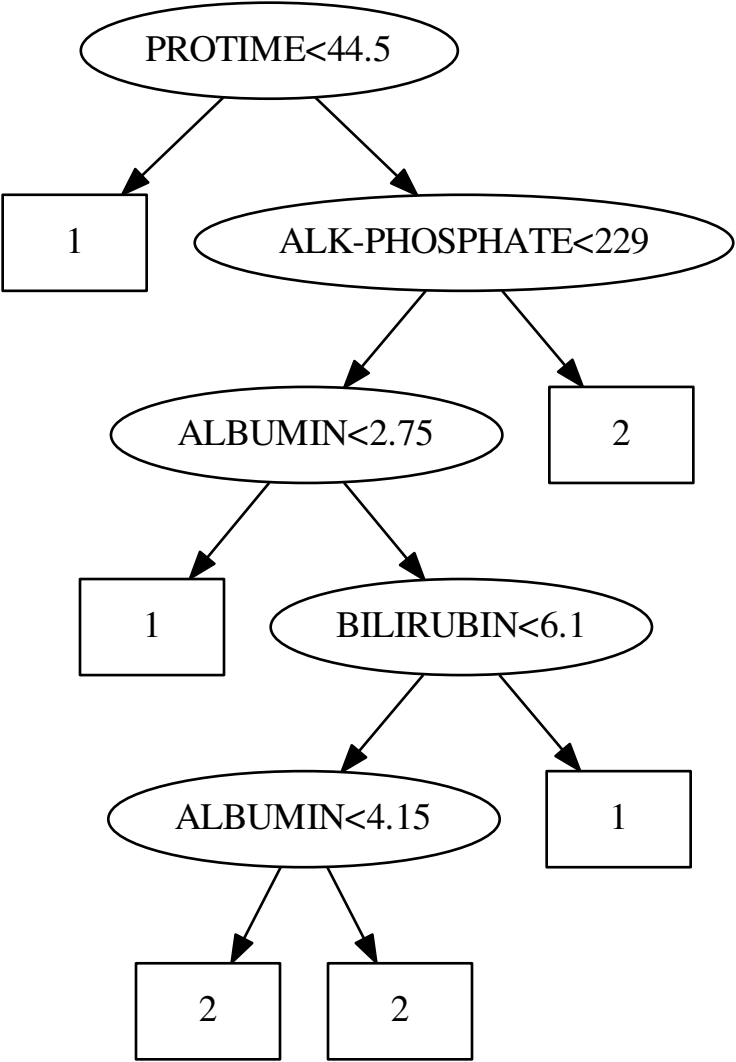 PROTIME<44.5
1
ALK-PHOSPHATE<229
ALBUMIN<2.75
2
1
BILIRUBIN<6.1
ALBUMIN<4.15
1
2
2